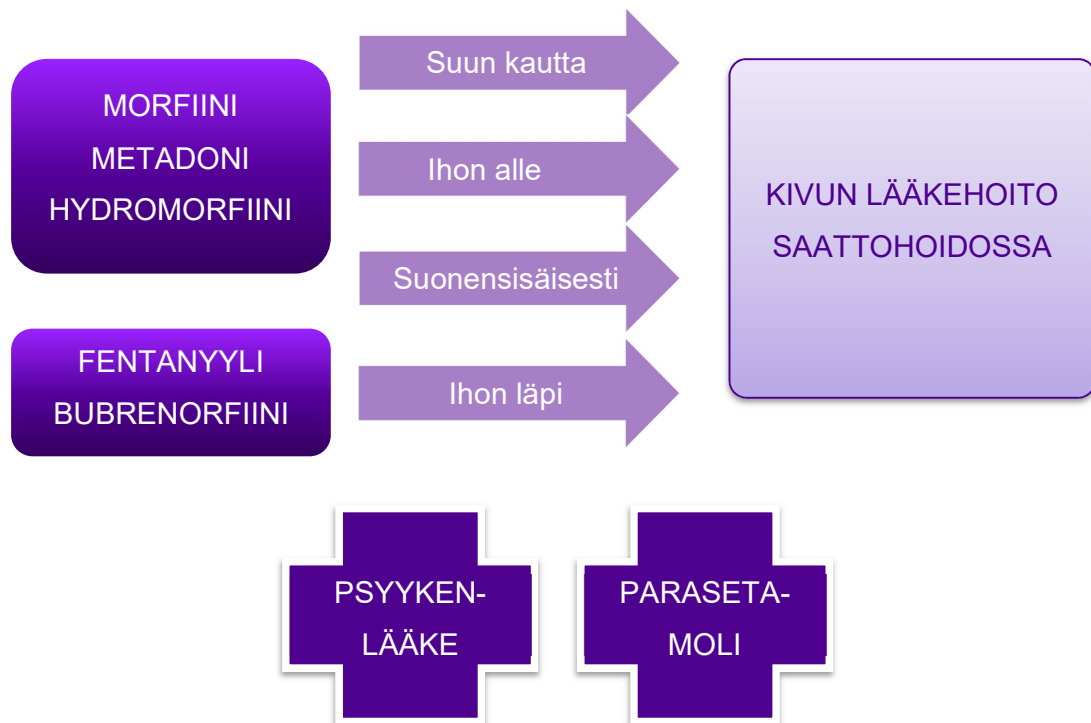 MORFIINI
METADONI
HYDROMORFIINI
FENTANYYLI
BUBRENORFIINI
Suun kautta
Ihon alle
Suonensisäisesti
Ihon läpi
KIVUN LÄÄKEHOITO
SAATTOHOIDOSSA
PSYYKEN-
LÄÄKE
PARASETA-
MOLI